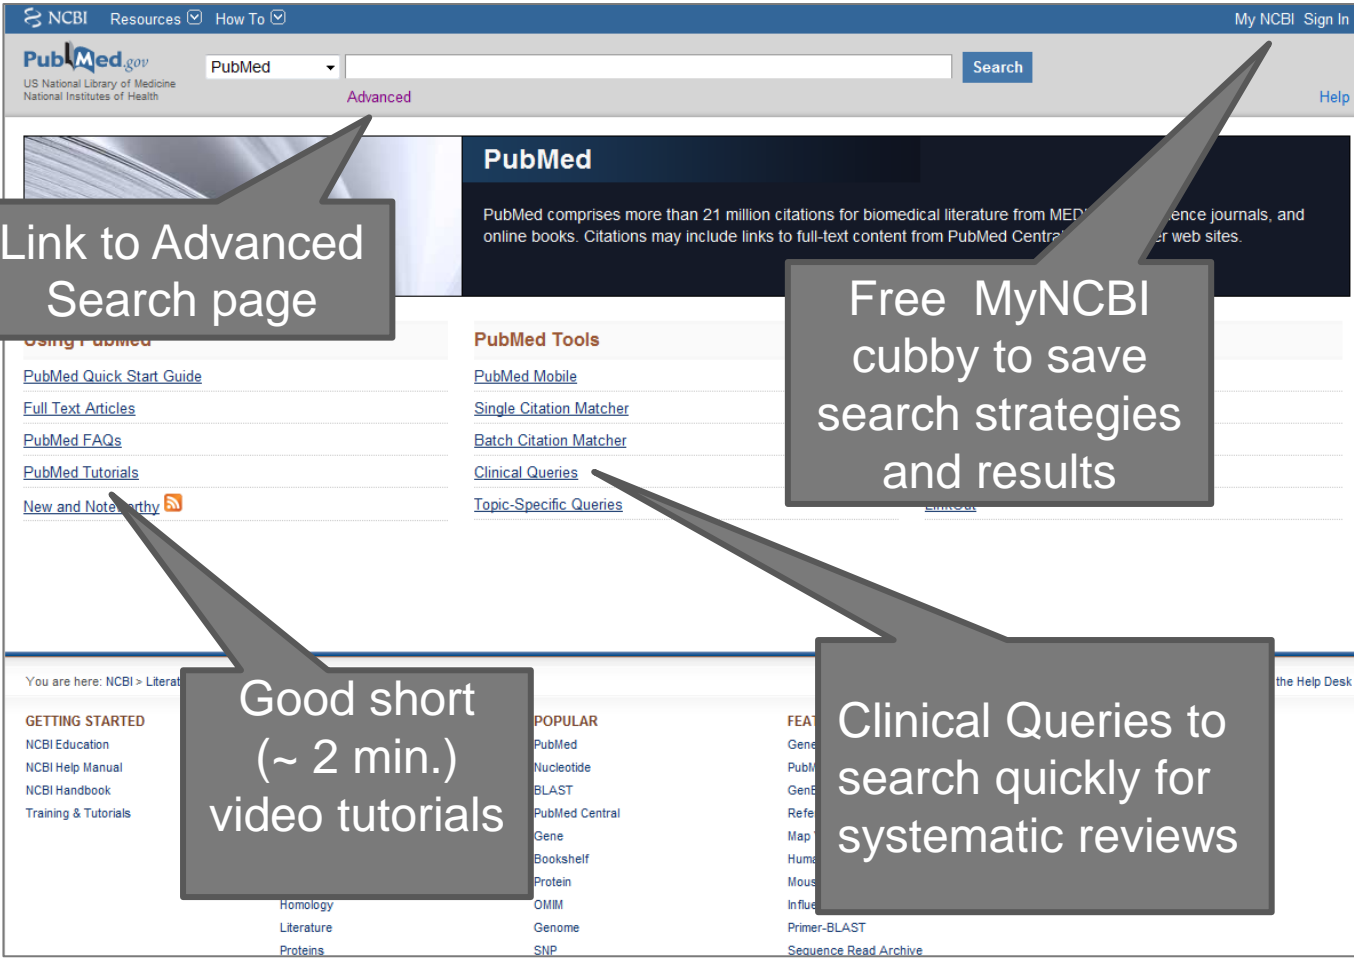 NCBI Resources How To My NCBI Sign In
PubMed.gov
US National Library of Medicine
National Institutes of Health
PubMed
Search
Advanced
Help
PubMed
PubMed comprises more than 21 million citations for biomedical literature from journals, and
online books. Citations may include links to full-text content from PubMed Central web sites.
Link to Advanced
Search page
Free MyNCBI
cubby to save
search strategies
and results
Using PubMed
PubMed Quick Start Guide
Full Text Articles
PubMed FAQs
PubMed Tutorials
New and Noteworthy
PubMed Tools
PubMed Mobile
Single Citation Matcher
Batch Citation Matcher
Clinical Queries
Topic-Specific Queries
LinkOut
Good short
(~ 2 min.)
video tutorials
Clinical Queries to
search quickly for
systematic reviews
You are here: NCBI >
the Help Desk
GETTING STARTED
NCBI Education
NCBI Help Manual
NCBI Handbook
Training & Tutorials
Homology
Literature
Proteins
POPULAR
PubMed
Nucleotide
BLAST
PubMed Central
Gene
Bookshelf
Protein
OMIM
Genome
SNP
Map
Primer-BLAST
Sequence Read Archive